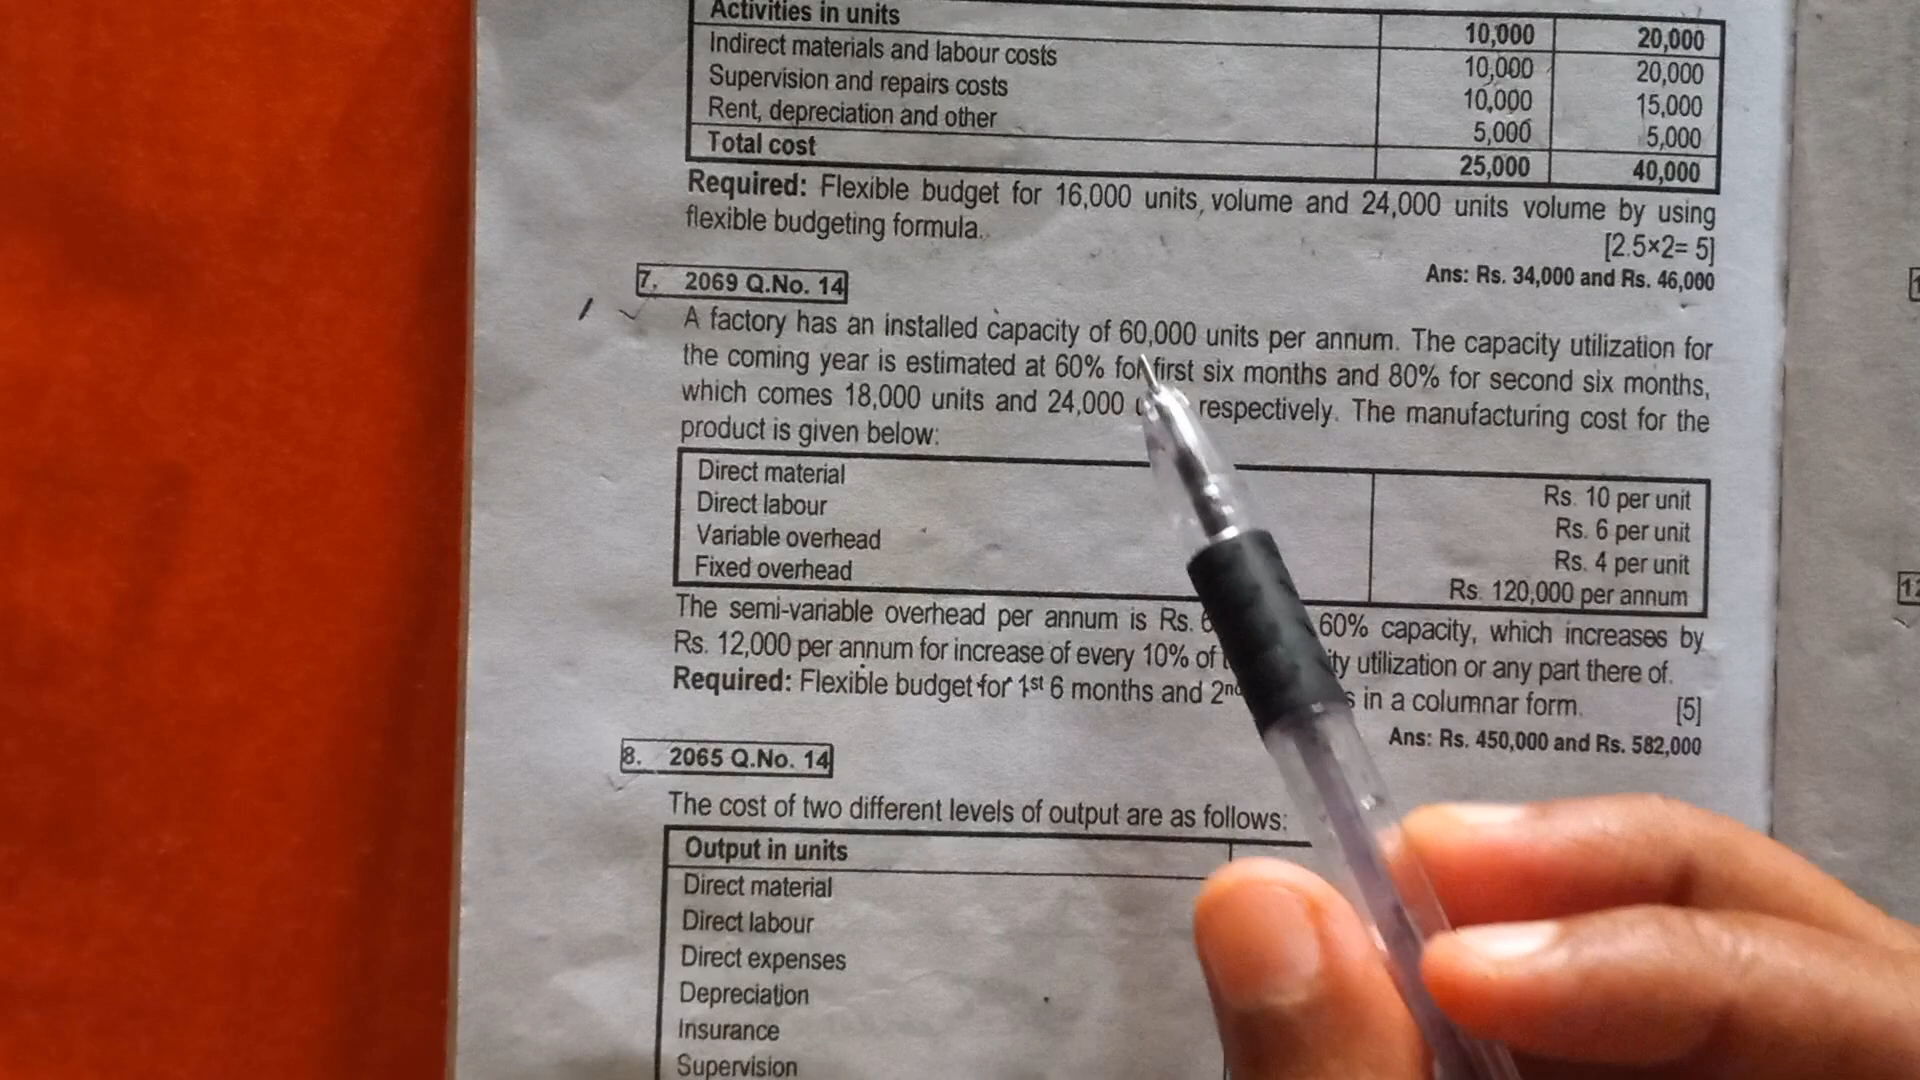 Activities in units 10,000 20,000
Indirect materials and labour costs 10,000 20,000
Supervision and repairs costs 10,000 15,000
Rent, depreciation and other 5,000 5,000
Total cost 25,000 40,000
Required: Flexible budget for 16,000 units, volume and 24,000 units volume by using
flexible budgeting formula.
[2.5×2= 5]
Ans: Rs. 34,000 and Rs. 46,000
7. 2069 Q.No. 14
A factory has an installed capacity of 60,000 units per annum. The capacity utilization for
the coming year is estimated at 60% for first six months and 80% for second six months,
which comes 18,000 units and 24,000 respectively. The manufacturing cost for the
product is given below:
Direct material Rs. 10 per unit
Direct labour Rs. 6 per unit
Variable overhead Rs. 4 per unit
Fixed overhead Rs. 120,000 per annum
The semi-variable overhead per annum is Rs. 60% capacity, which increases by
Rs. 12,000 per annum for increase of every 10% of utilization or any part there of.
Required: Flexible budget for 1st 6 months and 2nd in a columnar form. [5]
Ans: Rs. 450,000 and Rs. 582,000
8. 2065 Q.No. 14
The cost of two different levels of output are as follows:
Output in units
Direct material
Direct labour
Direct expenses
Depreciation
Insurance
Supervision